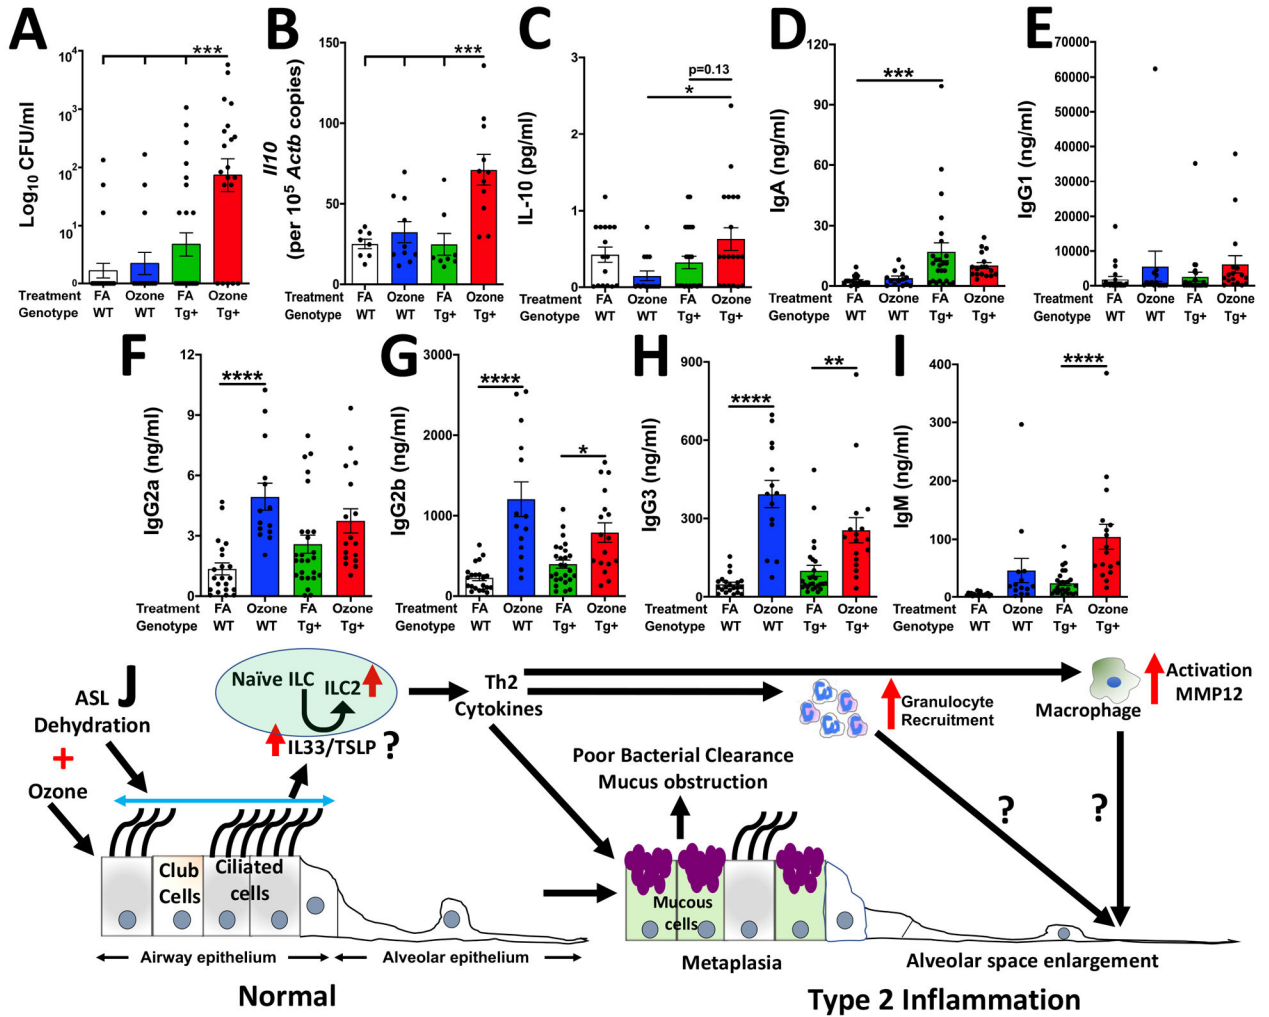 A
Log10 CFU/ml
10^4
10^3
10^2
10^1
0
***
Treatment FA Ozone FA Ozone
Genotype WT WT Tg+ Tg+
B
Il10
(per 10^5 Actb copies)
150
100
50
0
***
Treatment FA Ozone FA Ozone
Genotype WT WT Tg+ Tg+
C
IL-10 (pg/ml)
3
2
1
0
p=0.13
*
Treatment FA Ozone FA Ozone
Genotype WT WT Tg+ Tg+
D
IgA (ng/ml)
120
90
60
30
0
***
Treatment FA Ozone FA Ozone
Genotype WT WT Tg+ Tg+
E
IgG1 (ng/ml)
70000
60000
50000
40000
30000
20000
10000
0
Treatment FA Ozone FA Ozone
Genotype WT WT Tg+ Tg+
F
IgG2a (ng/ml)
12
9
6
3
0
****
Treatment FA Ozone FA Ozone
Genotype WT WT Tg+ Tg+
G
IgG2b (ng/ml)
3000
2000
1000
0
****
*
Treatment FA Ozone FA Ozone
Genotype WT WT Tg+ Tg+
H
IgG3 (ng/ml)
900
600
300
0
****
**
Treatment FA Ozone FA Ozone
Genotype WT WT Tg+ Tg+
I
IgM (ng/ml)
400
300
200
100
0
****
Treatment FA Ozone FA Ozone
Genotype WT WT Tg+ Tg+
J
ASL
Dehydration
+
Ozone
Naïve ILC
ILC2
IL33/TSLP ?
Th2
Cytokines
Granulocyte
Recruitment
Macrophage
Activation
MMP12
Poor Bacterial Clearance
Mucus obstruction
?
?
Club
Cells
Ciliated
cells
Mucous
cells
Airway epithelium
Alveolar epithelium
Metaplasia
Alveolar space enlargement
Normal
Type 2 Inflammation